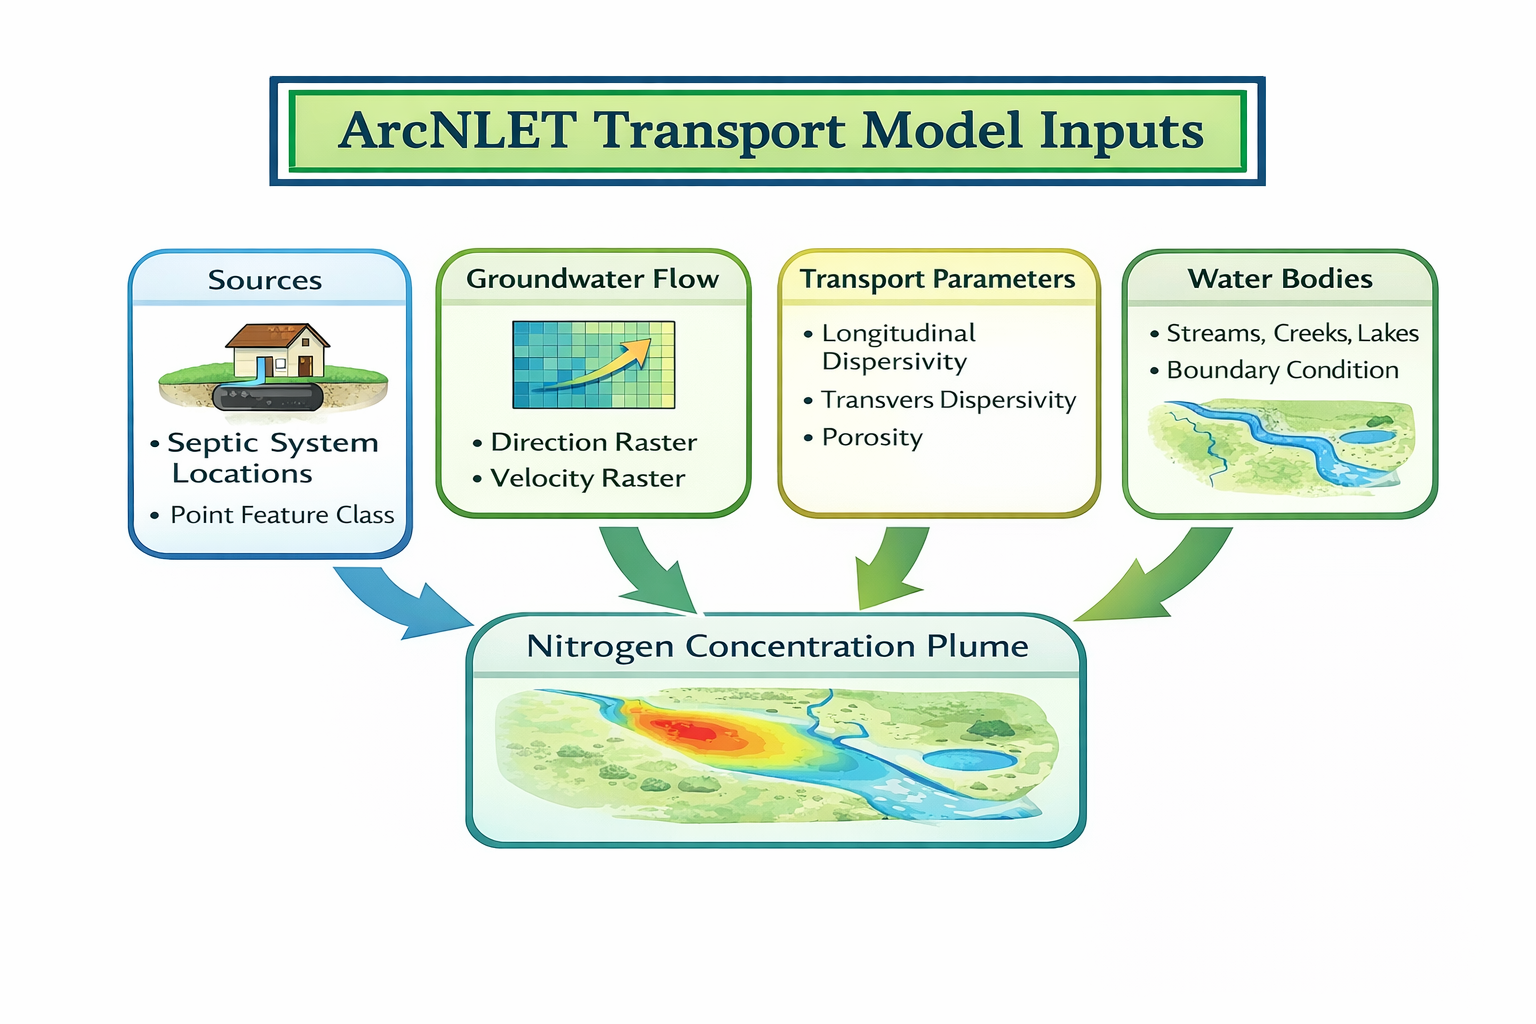 ArcNLET Transport Model Inputs
Sources
• Septic System
Locations
• Point Feature Class
Groundwater Flow
• Direction Raster
• Velocity Raster
Transport Parameters
• Longitudinal
Dispersivity
• Transvers Dispersivity
• Porosity
Water Bodies
• Streams, Creeks, Lakes
• Boundary Condition
Nitrogen Concentration Plume